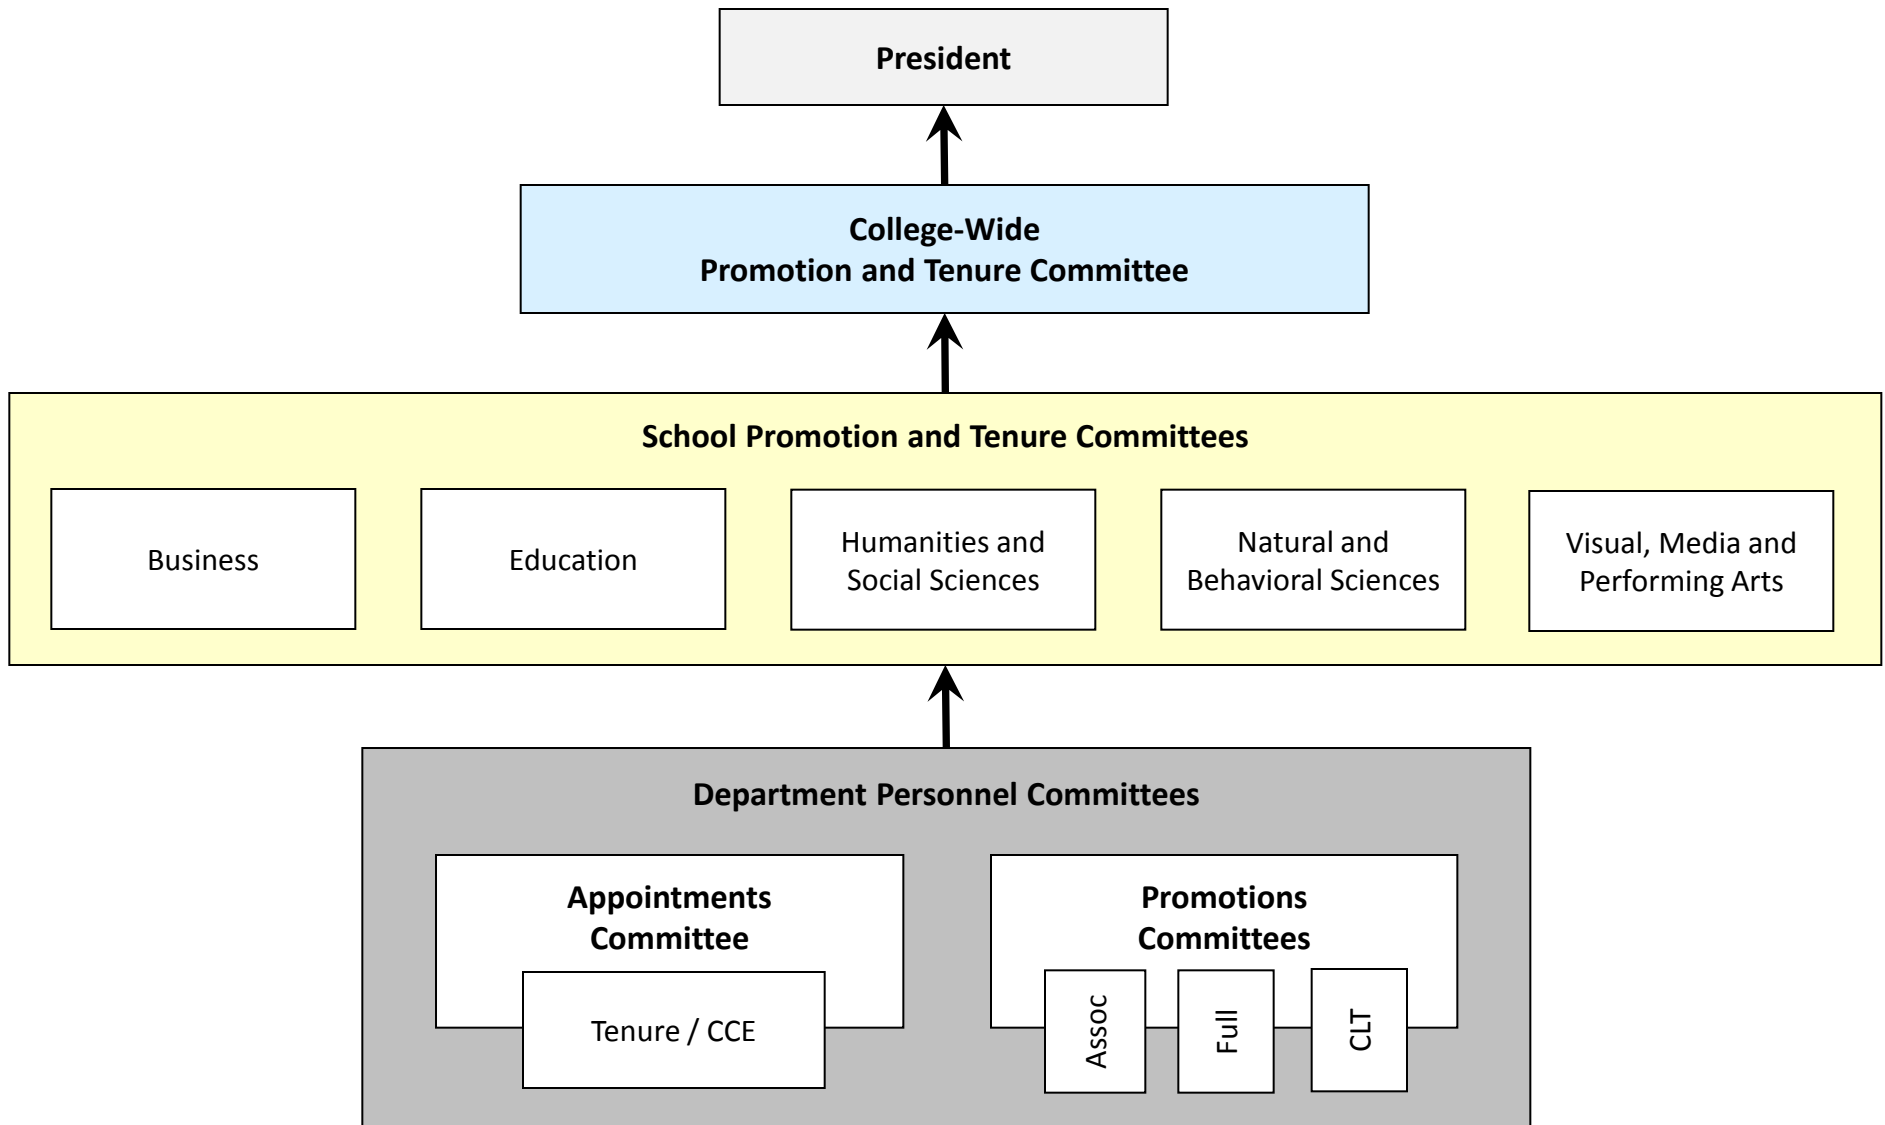 President
College-Wide
Promotion and Tenure Committee
School Promotion and Tenure Committees
Business
Education
Humanities and
Social Sciences
Natural and
Behavioral Sciences
Visual, Media and
Performing Arts
Department Personnel Committees
Appointments
Committee
Tenure / CCE
Promotions
Committees
Assoc
Full
CLT